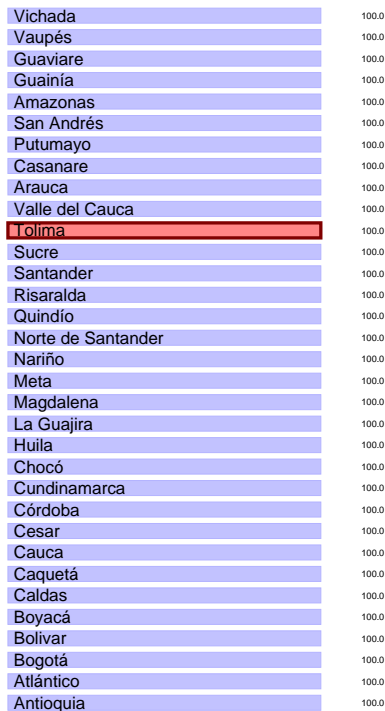 Vichada 100.0
Vaupés 100.0
Guaviare 100.0
Guainía 100.0
Amazonas 100.0
San Andrés 100.0
Putumayo 100.0
Casanare 100.0
Arauca 100.0
Valle del Cauca 100.0
Tolima 100.0
Sucre 100.0
Santander 100.0
Risaralda 100.0
Quindío 100.0
Norte de Santander 100.0
Nariño 100.0
Meta 100.0
Magdalena 100.0
La Guajira 100.0
Huila 100.0
Chocó 100.0
Cundinamarca 100.0
Córdoba 100.0
Cesar 100.0
Cauca 100.0
Caquetá 100.0
Caldas 100.0
Boyacá 100.0
Bolivar 100.0
Bogotá 100.0
Atlántico 100.0
Antioquia 100.0